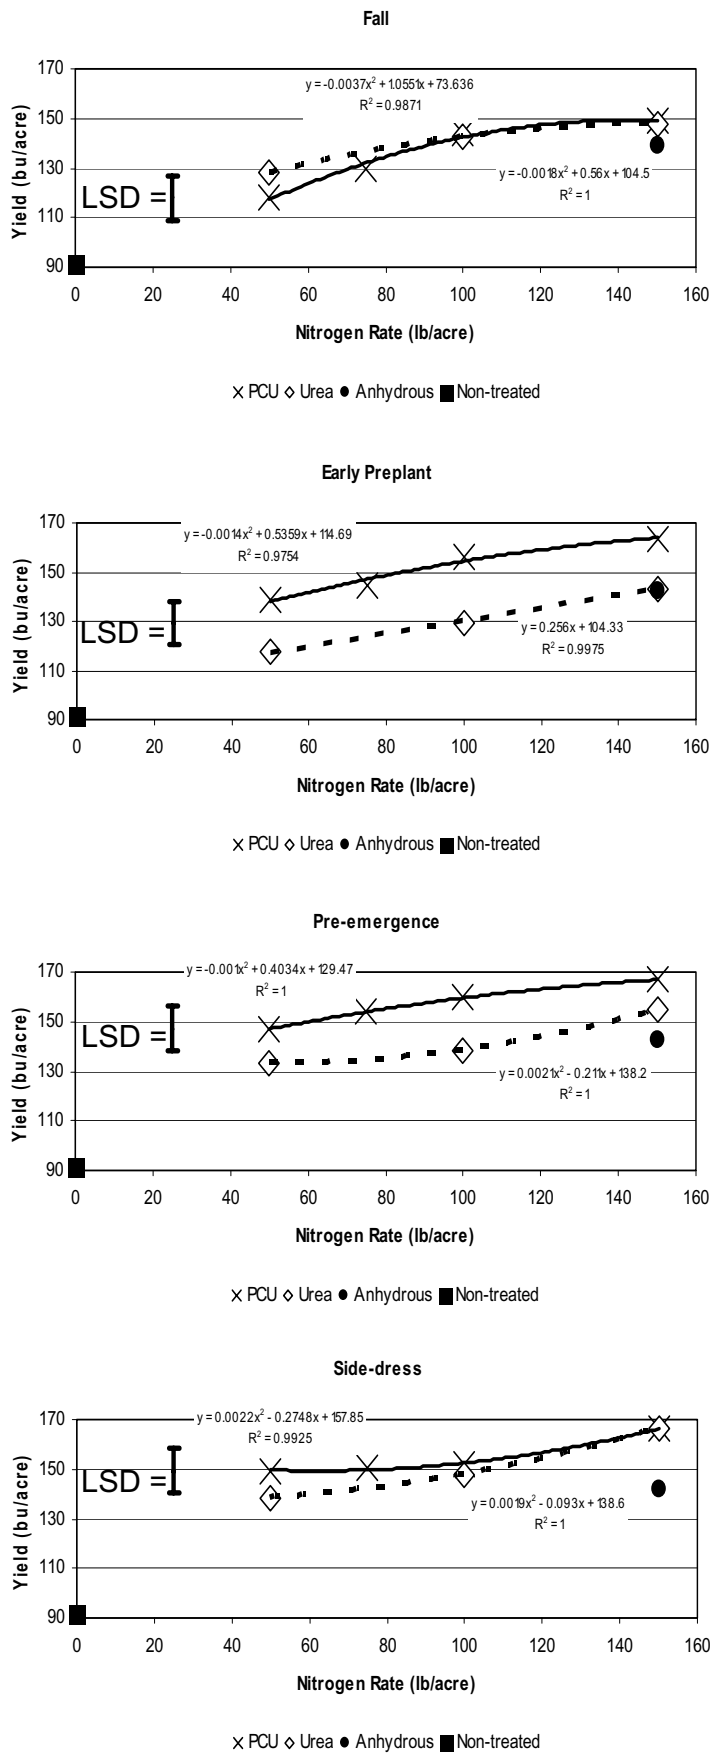 Fall
y = -0.0037x² + 1.0551x + 73.636
R² = 0.9871
170
150
130
110
90
Yield (bu/acre)
LSD =
y = -0.0018x² + 0.56x + 104.5
R² = 1
0 20 40 60 80 100 120 140 160
Nitrogen Rate (lb/acre)
PCU Urea Anhydrous Non-treated
Early Preplant
y = -0.0014x² + 0.5359x + 114.69
R² = 0.9754
170
150
130
110
90
Yield (bu/acre)
LSD =
y = 0.256x + 104.33
R² = 0.9975
0 20 40 60 80 100 120 140 160
Nitrogen Rate (lb/acre)
PCU Urea Anhydrous Non-treated
Pre-emergence
y = -0.001x² + 0.4034x + 129.47
R² = 1
170
150
130
110
90
Yield (bu/acre)
LSD =
y = 0.0021x² - 0.211x + 138.2
R² = 1
0 20 40 60 80 100 120 140 160
Nitrogen Rate (lb/acre)
PCU Urea Anhydrous Non-treated
Side-dress
y = 0.0022x² - 0.2748x + 157.85
R² = 0.9925
170
150
130
110
90
Yield (bu/acre)
LSD =
y = 0.0019x² - 0.093x + 138.6
R² = 1
0 20 40 60 80 100 120 140 160
Nitrogen Rate (lb/acre)
PCU Urea Anhydrous Non-treated